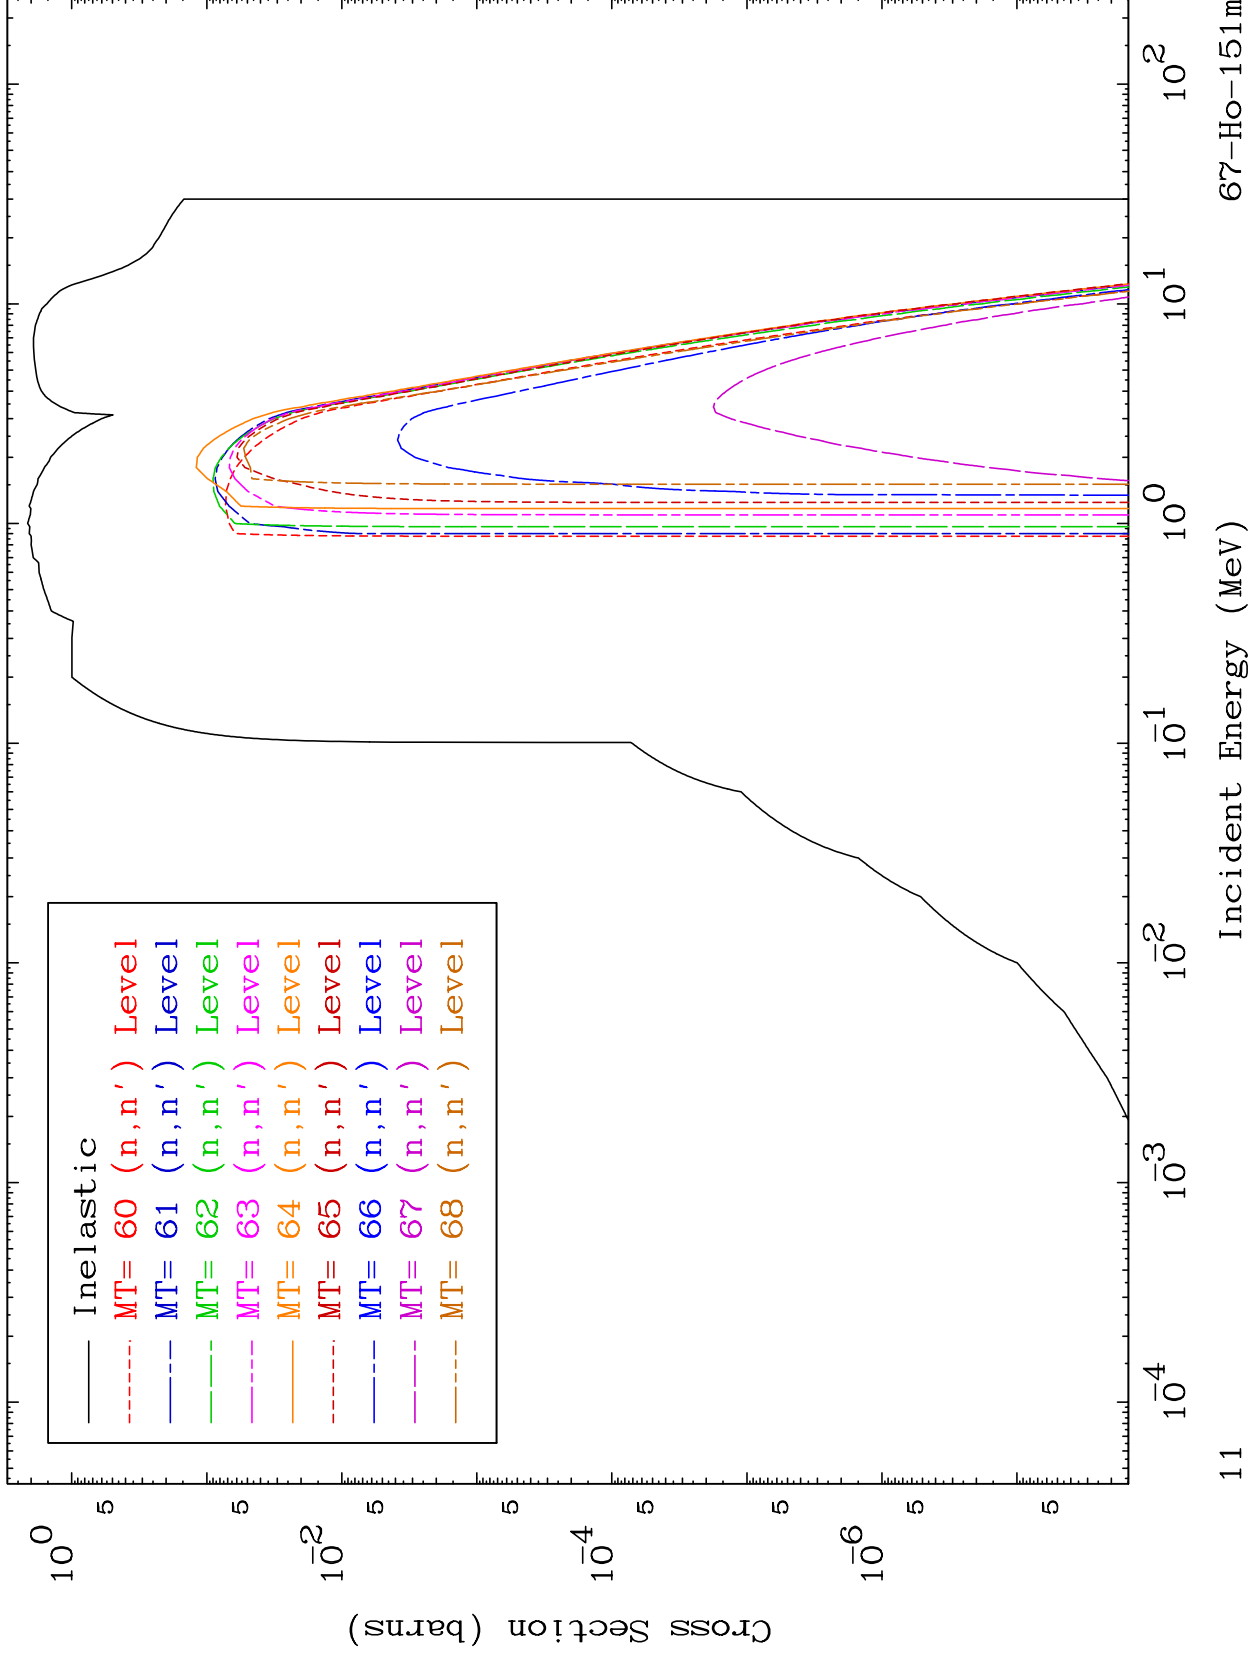 Inelastic
MT= 60 (n,n') Level
MT= 61 (n,n') Level
MT= 62 (n,n') Level
MT= 63 (n,n') Level
MT= 64 (n,n') Level
MT= 65 (n,n') Level
MT= 66 (n,n') Level
MT= 67 (n,n') Level
MT= 68 (n,n') Level
Cross Section (barns)
10^0
5
5
10^-2
5
5
10^-4
5
5
10^-6
5
5
10^-4
10^-3
10^-2
10^-1
10^0
10^1
10^2
Incident Energy (MeV)
11
67-Ho-151m